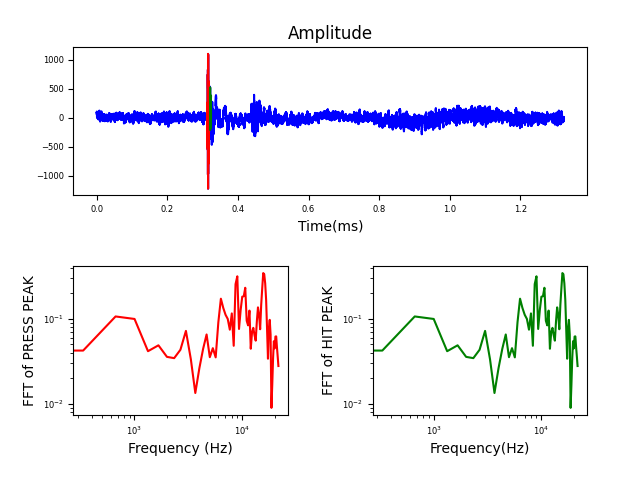 Amplitude
1000
500
0
−500
−1000
0.0 0.2 0.4 0.6 0.8 1.0 1.2
Time(ms)
FFT of PRESS PEAK
10⁻¹
10⁻²
10³ 10⁴
Frequency (Hz)
FFT of HIT PEAK
10⁻¹
10⁻²
10³ 10⁴
Frequency(Hz)